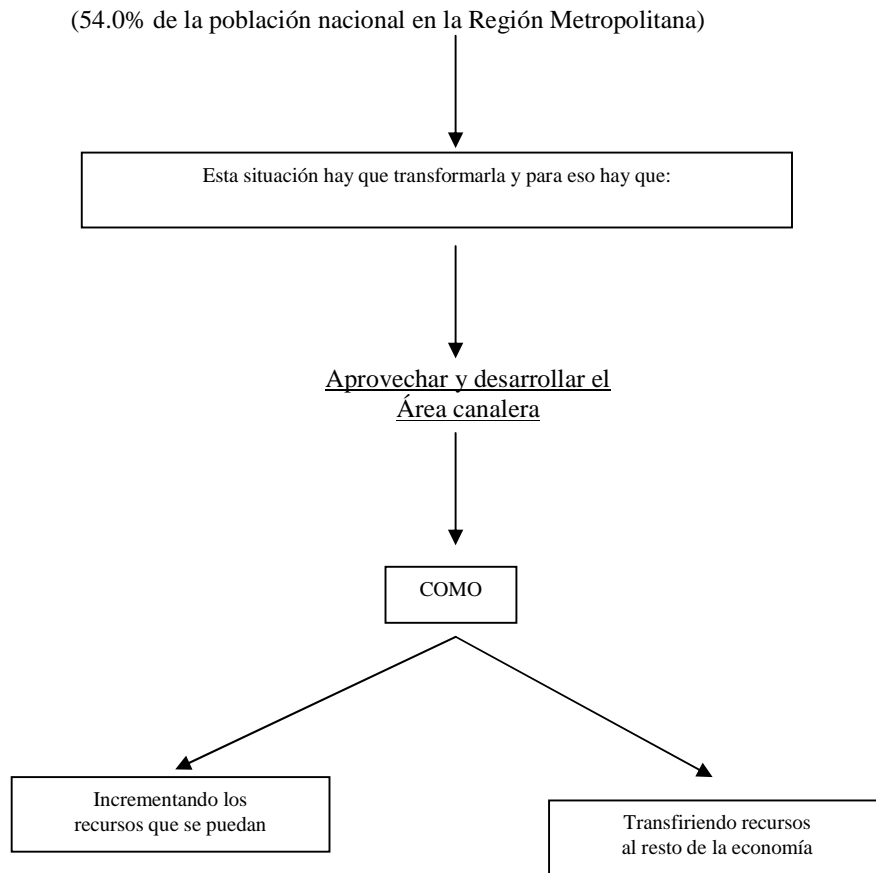 (54.0% de la población nacional en la Región Metropolitana)
Esta situación hay que transformarla y para eso hay que:
Aprovechar y desarrollar el
Área canalera
COMO
Incrementando los
recursos que se puedan
Transfiriendo recursos
al resto de la economía